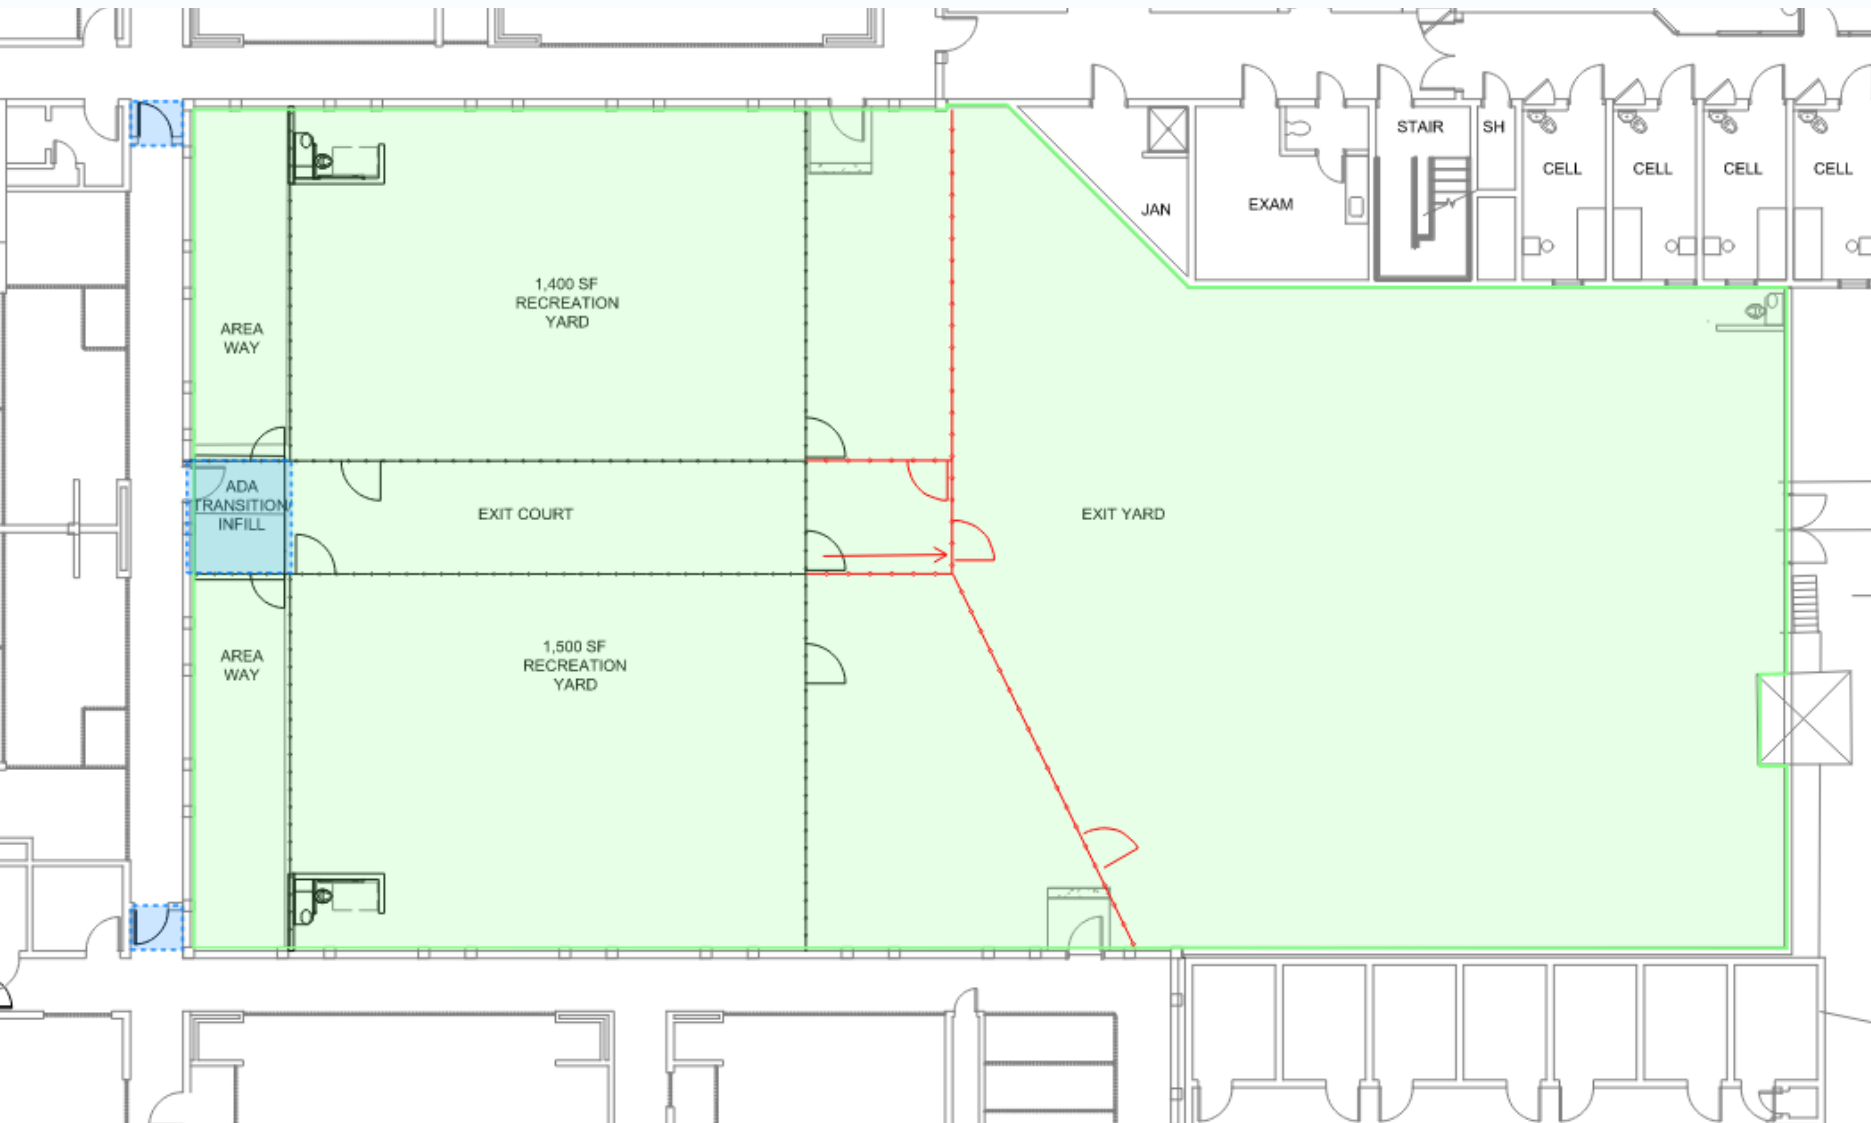 STAIR
SH
CELL
CELL
CELL
CELL
JAN
EXAM
1,400 SF
RECREATION
YARD
AREA
WAY
ADA
TRANSITION
INFILL
EXIT COURT
EXIT YARD
AREA
WAY
1,500 SF
RECREATION
YARD